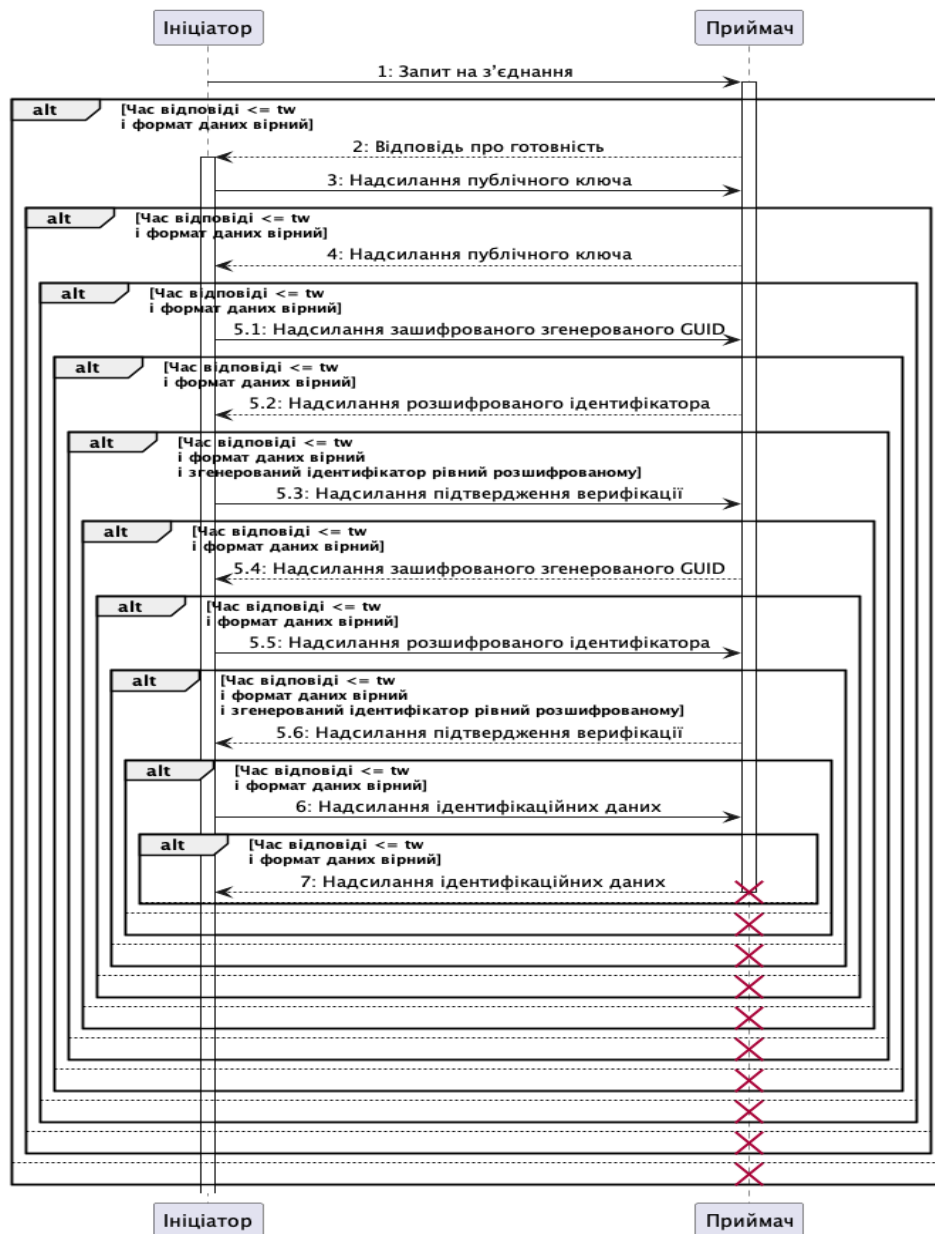 Ініціатор
Приймач
1: Запит на з’єднання
alt
[Час відповіді <= tw
і формат даних вірний]
2: Відповідь про готовність
3: Надсилання публічного ключа
alt
[Час відповіді <= tw
і формат даних вірний]
4: Надсилання публічного ключа
alt
[Час відповіді <= tw
і формат даних вірний]
5.1: Надсилання зашифрованого згенерованого GUID
alt
[Час відповіді <= tw
і формат даних вірний]
5.2: Надсилання розшифрованого ідентифікатора
alt
[Час відповіді <= tw
і формат даних вірний
і згенерований ідентифікатор рівний розшифрованому]
5.3: Надсилання підтвердження верифікації
alt
[Час відповіді <= tw
і формат даних вірний]
5.4: Надсилання зашифрованого згенерованого GUID
alt
[Час відповіді <= tw
і формат даних вірний]
5.5: Надсилання розшифрованого ідентифікатора
alt
[Час відповіді <= tw
і формат даних вірний
і згенерований ідентифікатор рівний розшифрованому]
5.6: Надсилання підтвердження верифікації
alt
[Час відповіді <= tw
і формат даних вірний]
6: Надсилання ідентифікаційних даних
alt
[Час відповіді <= tw
і формат даних вірний]
7: Надсилання ідентифікаційних даних
Ініціатор
Приймач